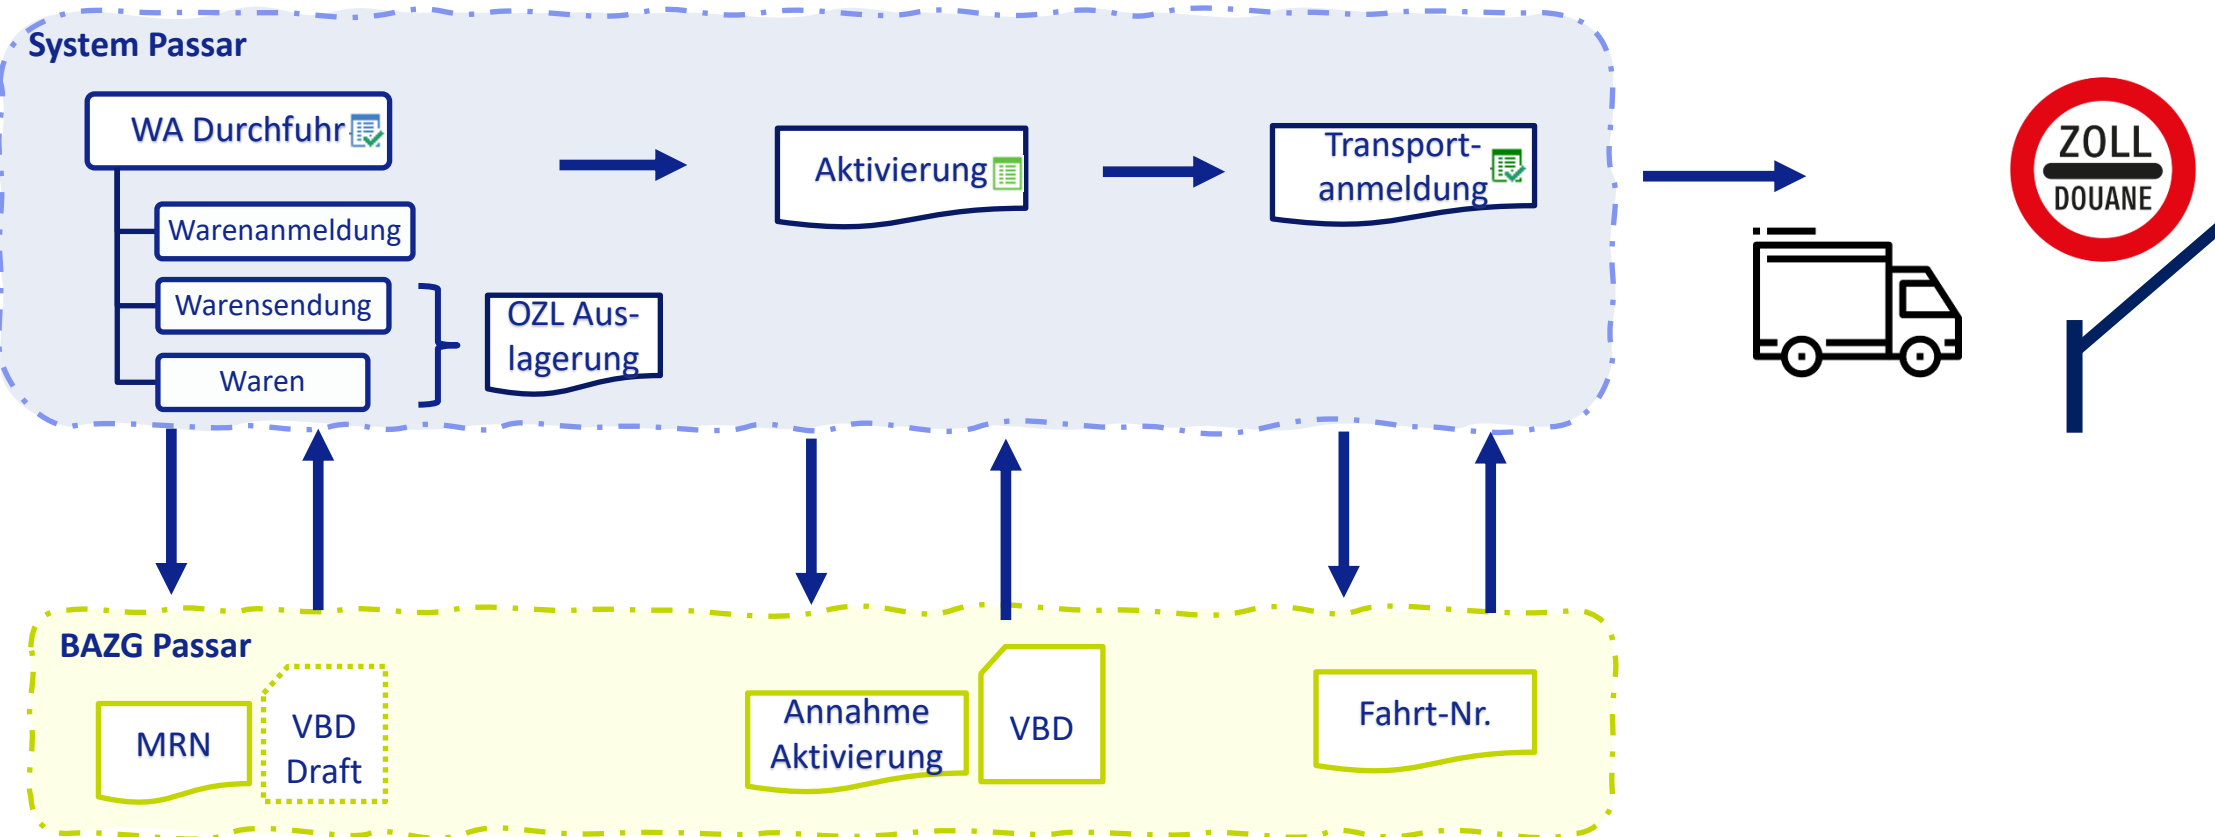 System Passar
WA Durchfuhr
Warenanmeldung
Warensendung
Waren
OZL Aus-
lagerung
Aktivierung
Transport-
anmeldung
ZOLL
DOUANE
BAZG Passar
MRN
VBD
Draft
Annahme
Aktivierung
VBD
Fahrt-Nr.